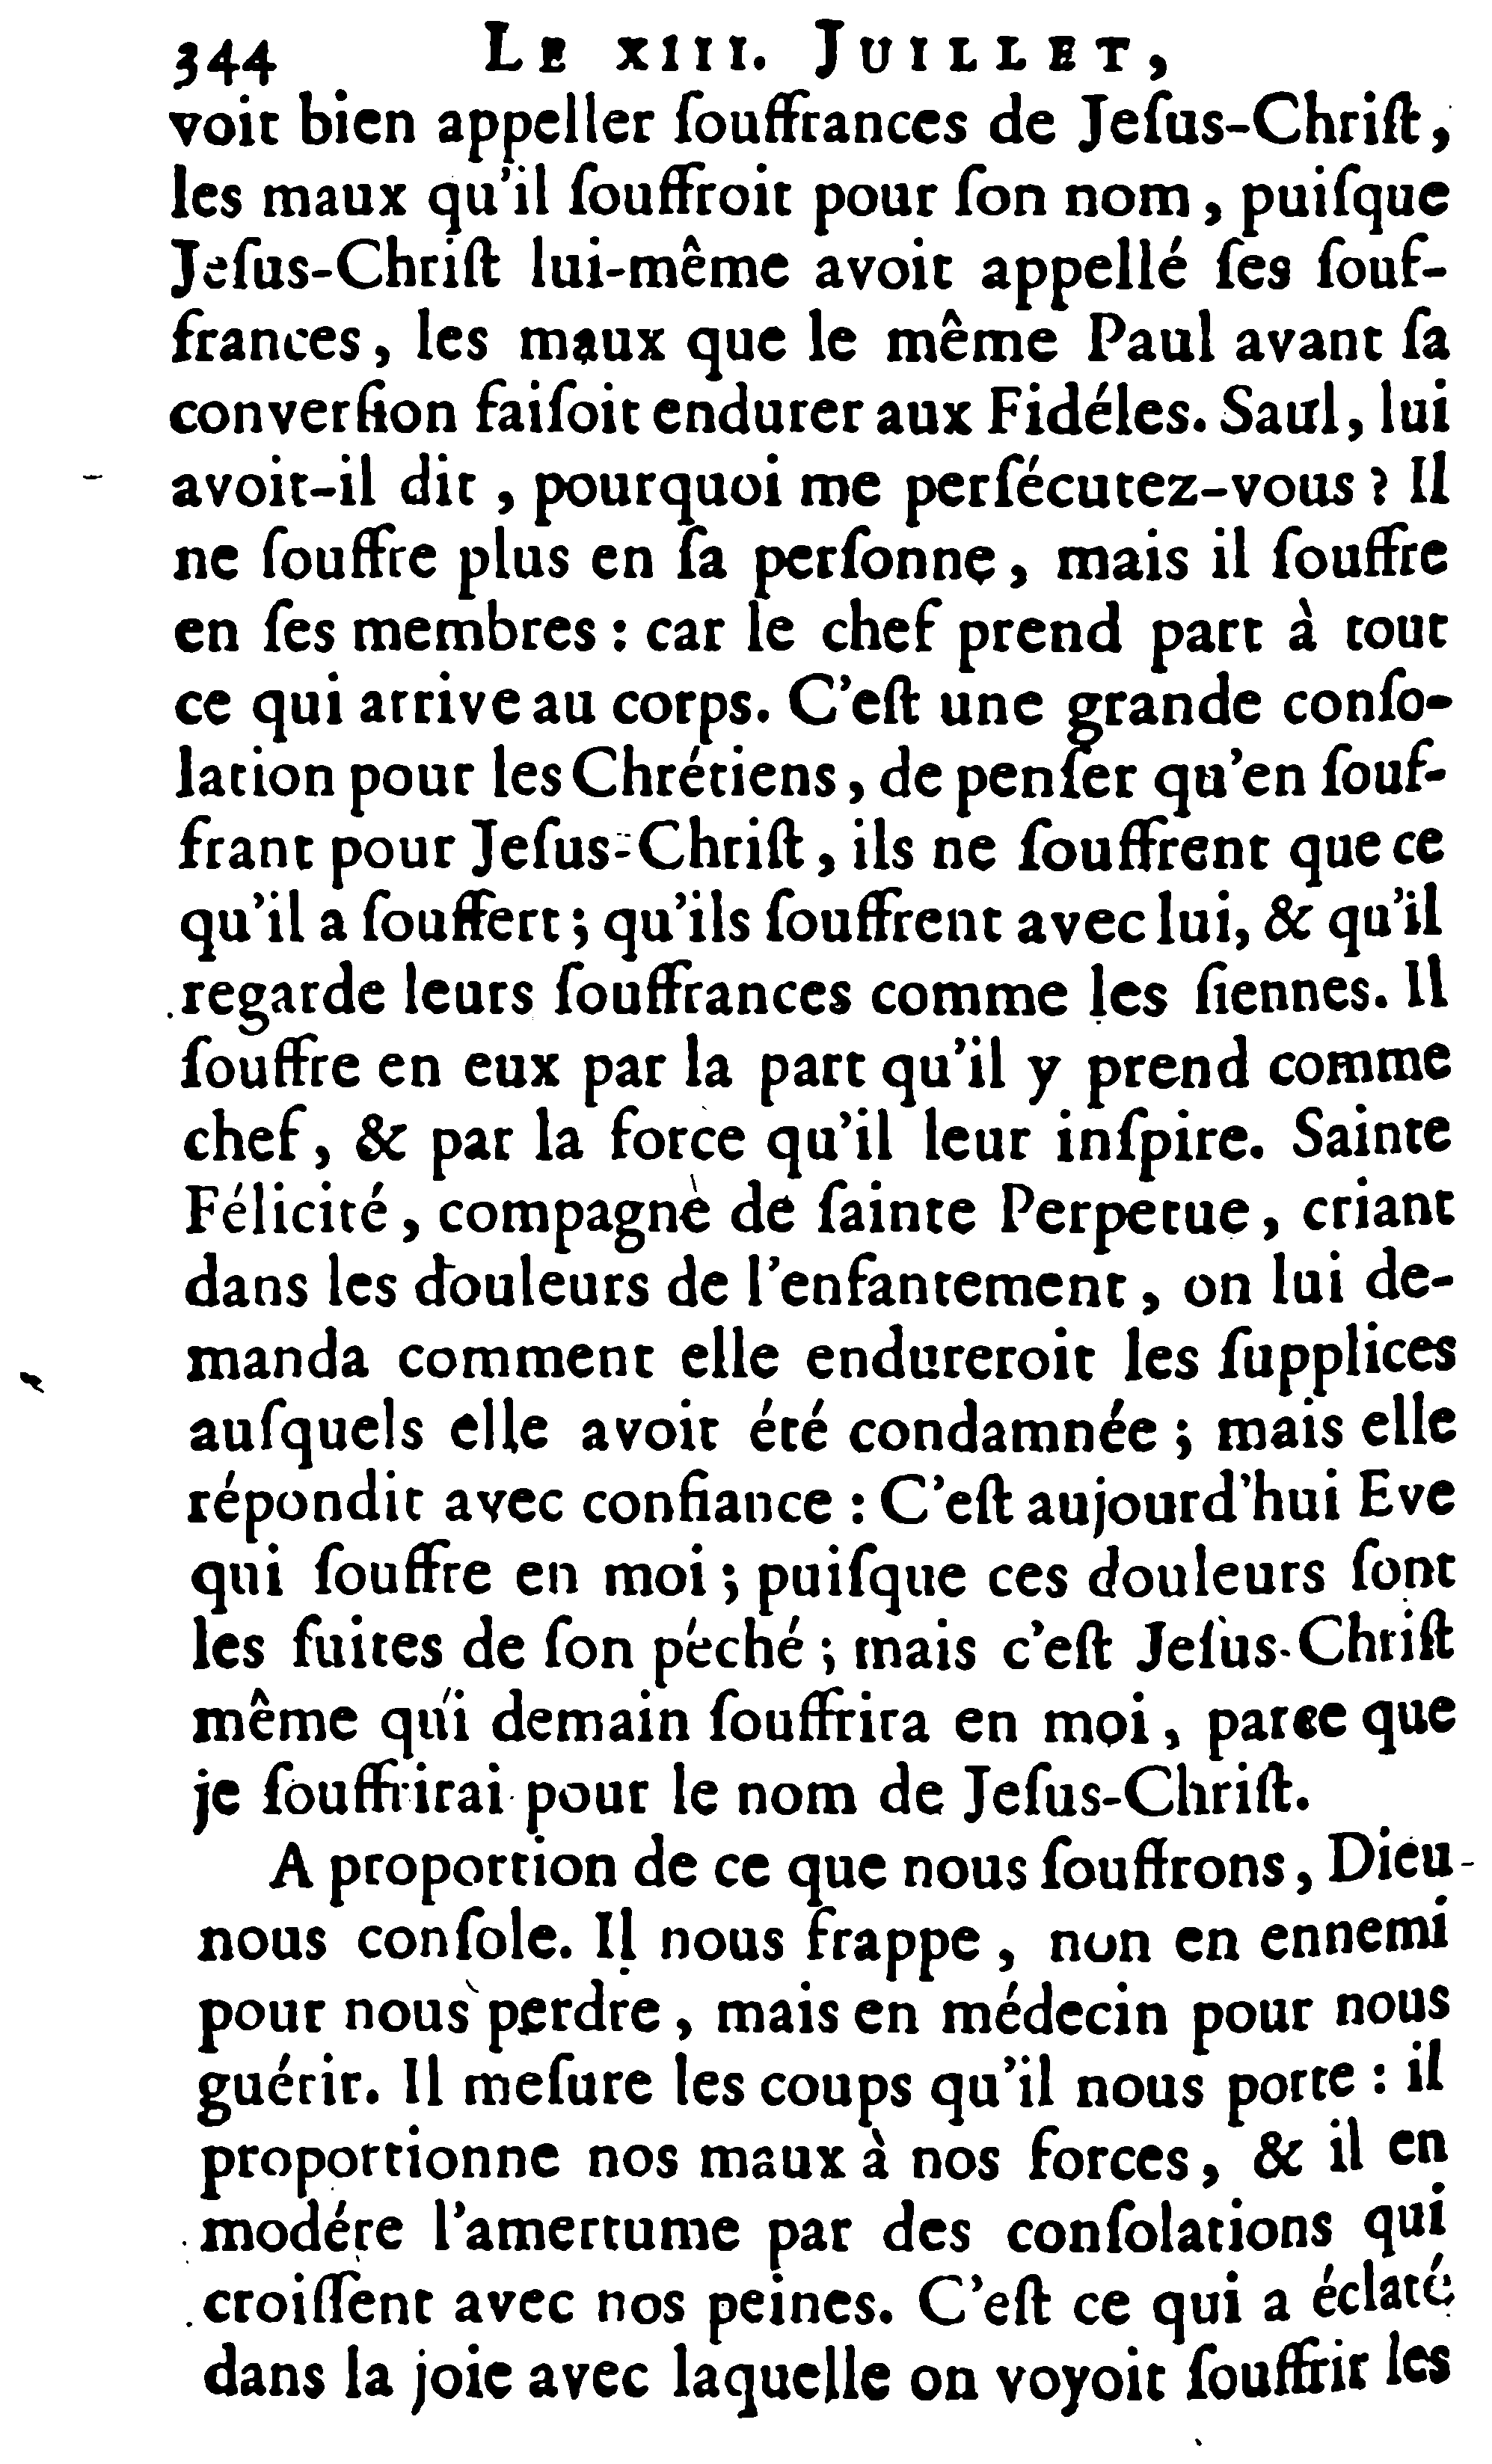 344 LE XIII. JUILLET,
voit bien appeller ſouffrances de Jeſus-Chriſt,
les maux qu'il ſouffroit pour ſon nom, puiſque
Jeſus-Chriſt lui-même avoit appellé ſes ſouf-
frances, les maux que le même Paul avant ſa
converſion faiſoit endurer aux Fidéles. Saul, lui
avoit-il dit, pourquoi me perſécutez-vous? Il
ne ſouffre plus en ſa perſonne, mais il ſouffre
en ſes membres : car le chef prend part à tout
ce qui arrive au corps. C'eſt une grande conſo-
lation pour les Chrétiens, de penſer qu'en ſouf-
frant pour Jeſus-Chriſt, ils ne ſouffrent que ce
qu'il a ſouffert ; qu'ils ſouffrent avec lui, & qu'il
regarde leurs ſouffrances comme les ſiennes. Il
ſouffre en eux par la part qu'il y prend comme
chef, & par la force qu'il leur inſpire. Sainte
Félicité, compagne de ſainte Perpetue, criant
dans les douleurs de l'enfantement, on lui de-
manda comment elle endureroit les ſupplices
auſquels elle avoit été condamnée ; mais elle
répondit avec confiance : C'eſt aujourd'hui Eve
qui ſouffre en moi ; puiſque ces douleurs ſont
les ſuites de ſon péché ; mais c'eſt Jeſus-Chriſt
même qui demain ſouffrira en moi, parce que
je ſouffrirai pour le nom de Jeſus-Chriſt.
A proportion de ce que nous ſouffrons, Dieu
nous conſole. Il nous frappe, non en ennemi
pour nous perdre, mais en médecin pour nous
guérir. Il meſure les coups qu'il nous porte : il
proportionne nos maux à nos forces, & il en
modére l'amertume par des conſolations qui
croiſſent avec nos peines. C'eſt ce qui a éclaté
dans la joie avec laquelle on voyoit ſouffrir les